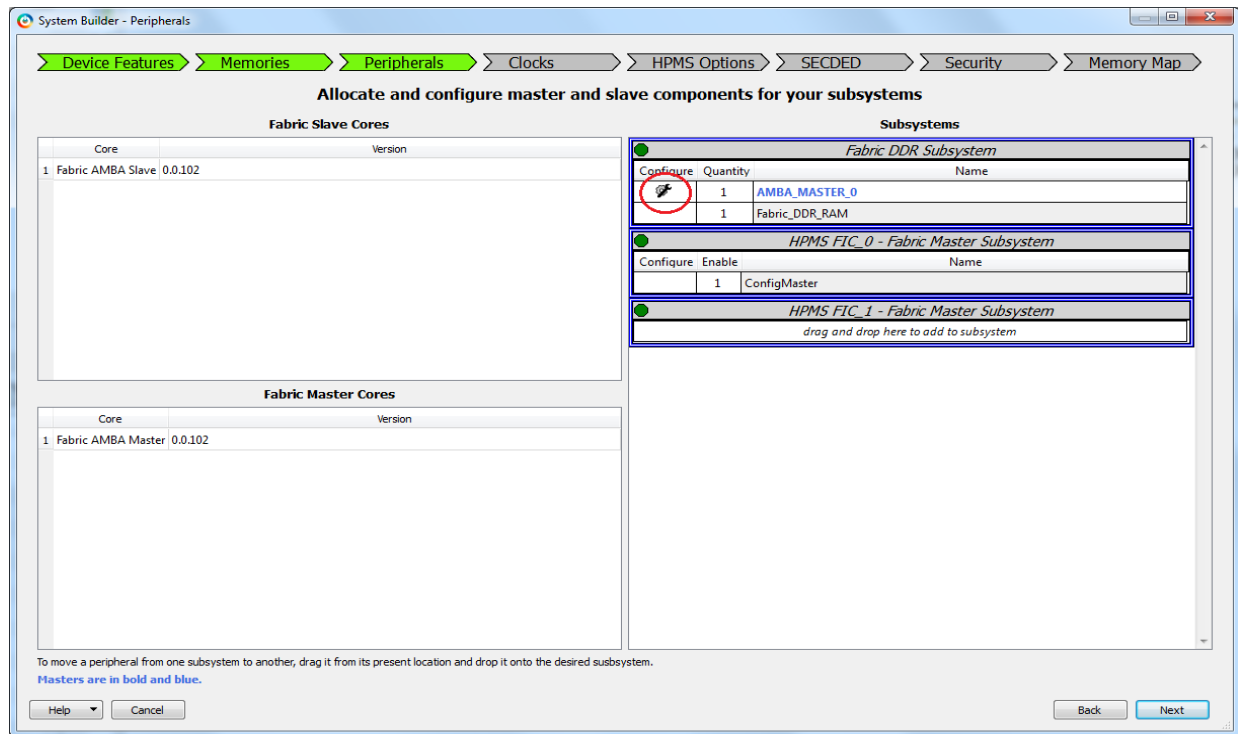 System Builder - Peripherals
Device Features Memories Peripherals Clocks HPMS Options SECDED Security Memory Map
Allocate and configure master and slave components for your subsystems
Fabric Slave Cores
Core Version
1 Fabric AMBA Slave 0.0.102
Fabric Master Cores
Core Version
1 Fabric AMBA Master 0.0.102
Subsystems
Fabric DDR Subsystem
Configure Quantity Name
1 AMBA_MASTER_0
1 Fabric_DDR_RAM
HPMS FIC_0 - Fabric Master Subsystem
Configure Enable Name
1 ConfigMaster
HPMS FIC_1 - Fabric Master Subsystem
drag and drop here to add to subsystem
To move a peripheral from one subsystem to another, drag it from its present location and drop it onto the desired susbsystem.
Masters are in bold and blue.
Help Cancel Back Next